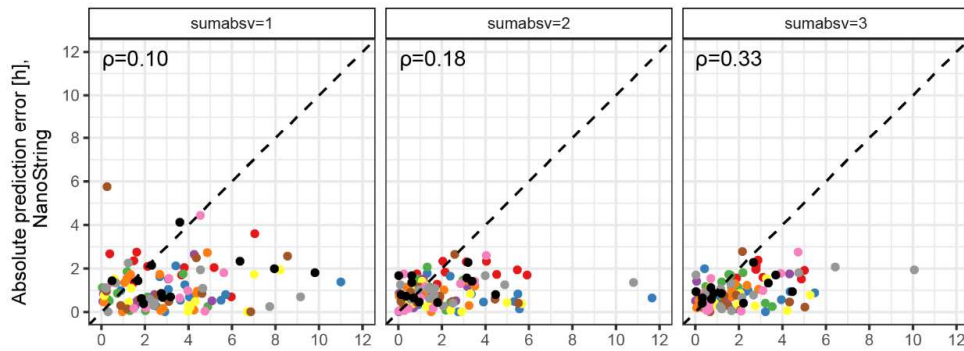 sumabsv=1
sumabsv=2
sumabsv=3
Absolute prediction error [h],
NanoString
12
10
8
6
4
2
0
ρ=0.10
ρ=0.18
ρ=0.33
0 2 4 6 8 10 12
0 2 4 6 8 10 12
0 2 4 6 8 10 12